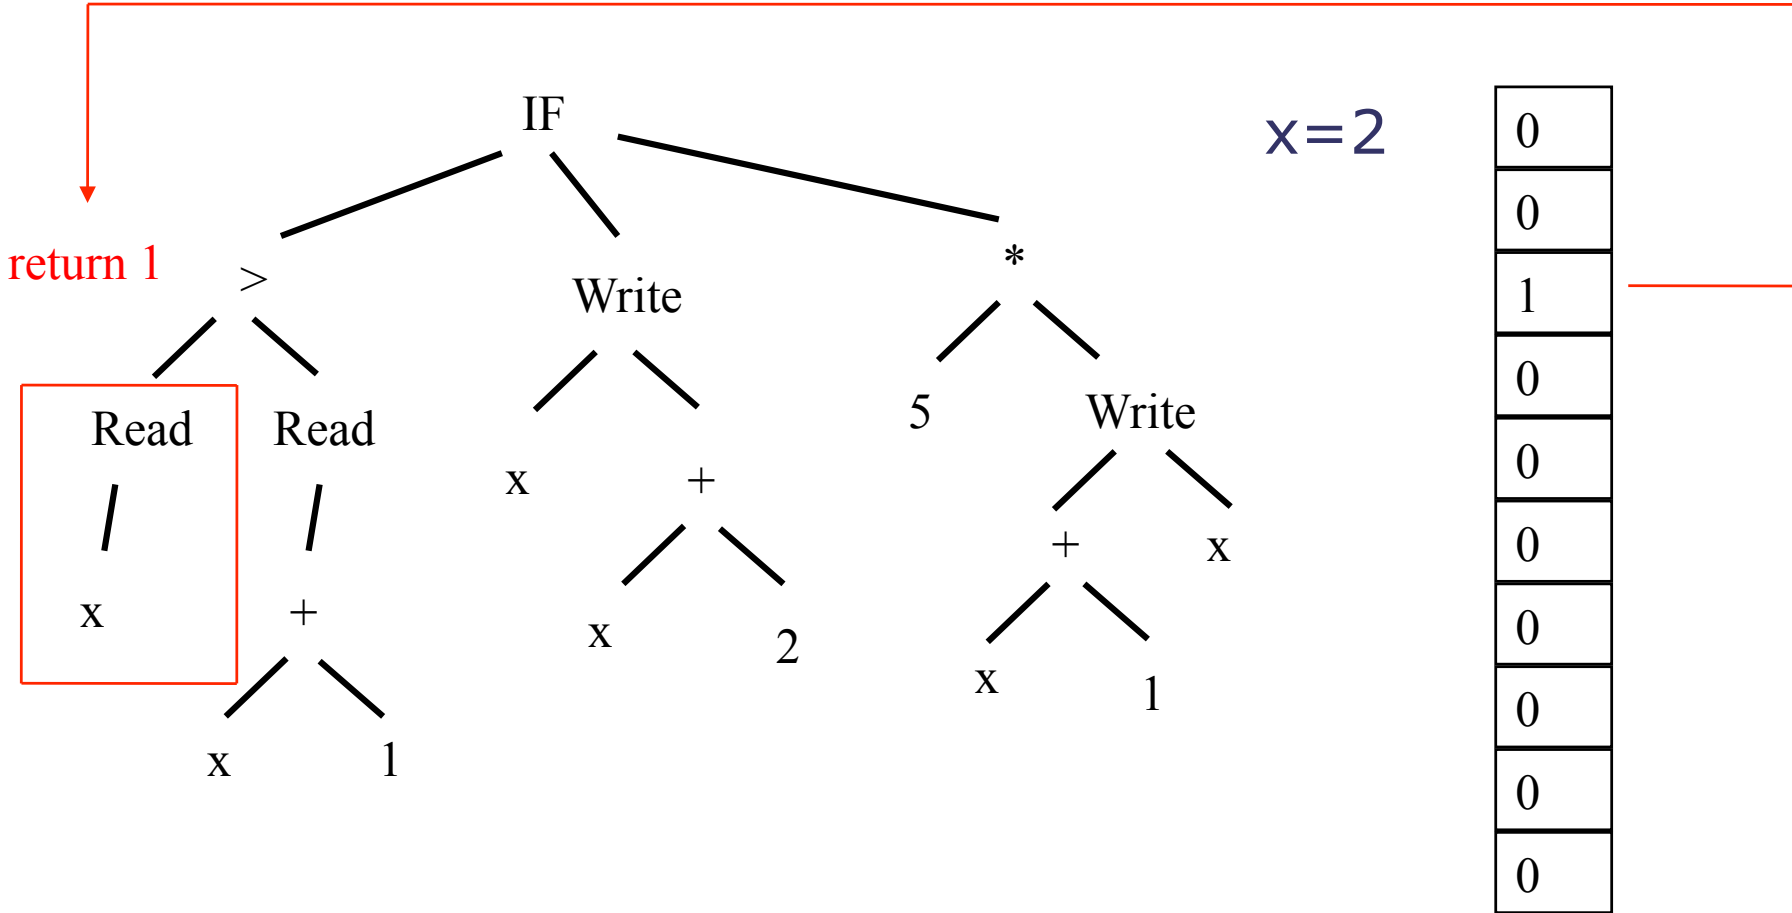 IF
x=2
return 1
> Write *
Read Read 5 Write
x +
x + + x
x 2 x 1
x 1
0
0
1
0
0
0
0
0
0
0